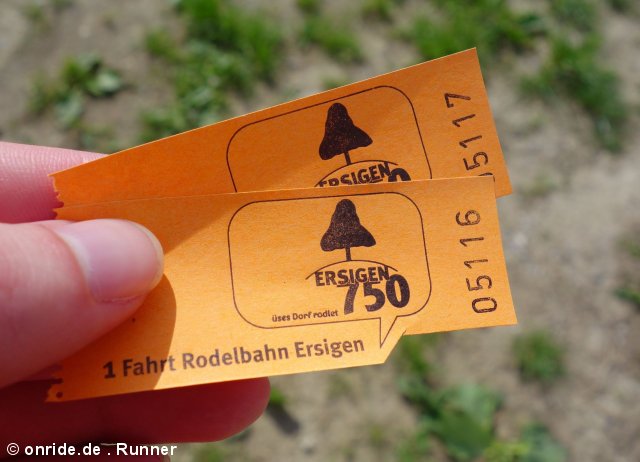 ERSIGEN
05117
ERSIGEN
750
üses Dorf rodlet
05116
1 Fahrt Rodelbahn Ersigen
© onride.de . Runner